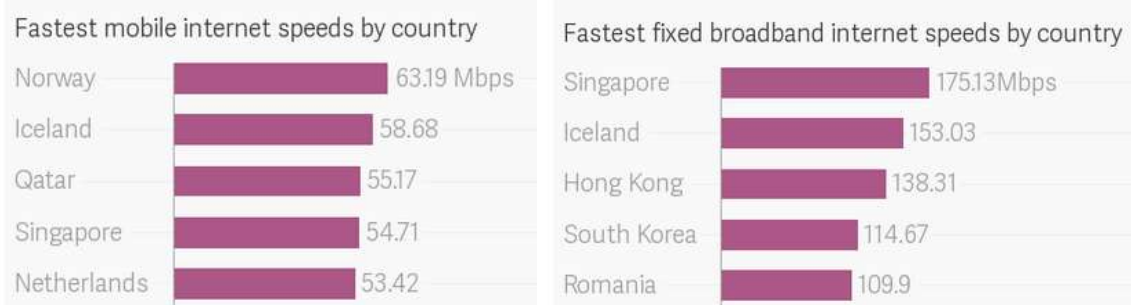 Fastest mobile internet speeds by country
Norway 63.19 Mbps
Iceland 58.68
Qatar 55.17
Singapore 54.71
Netherlands 53.42
Fastest fixed broadband internet speeds by country
Singapore 175.13Mbps
Iceland 153.03
Hong Kong 138.31
South Korea 114.67
Romania 109.9